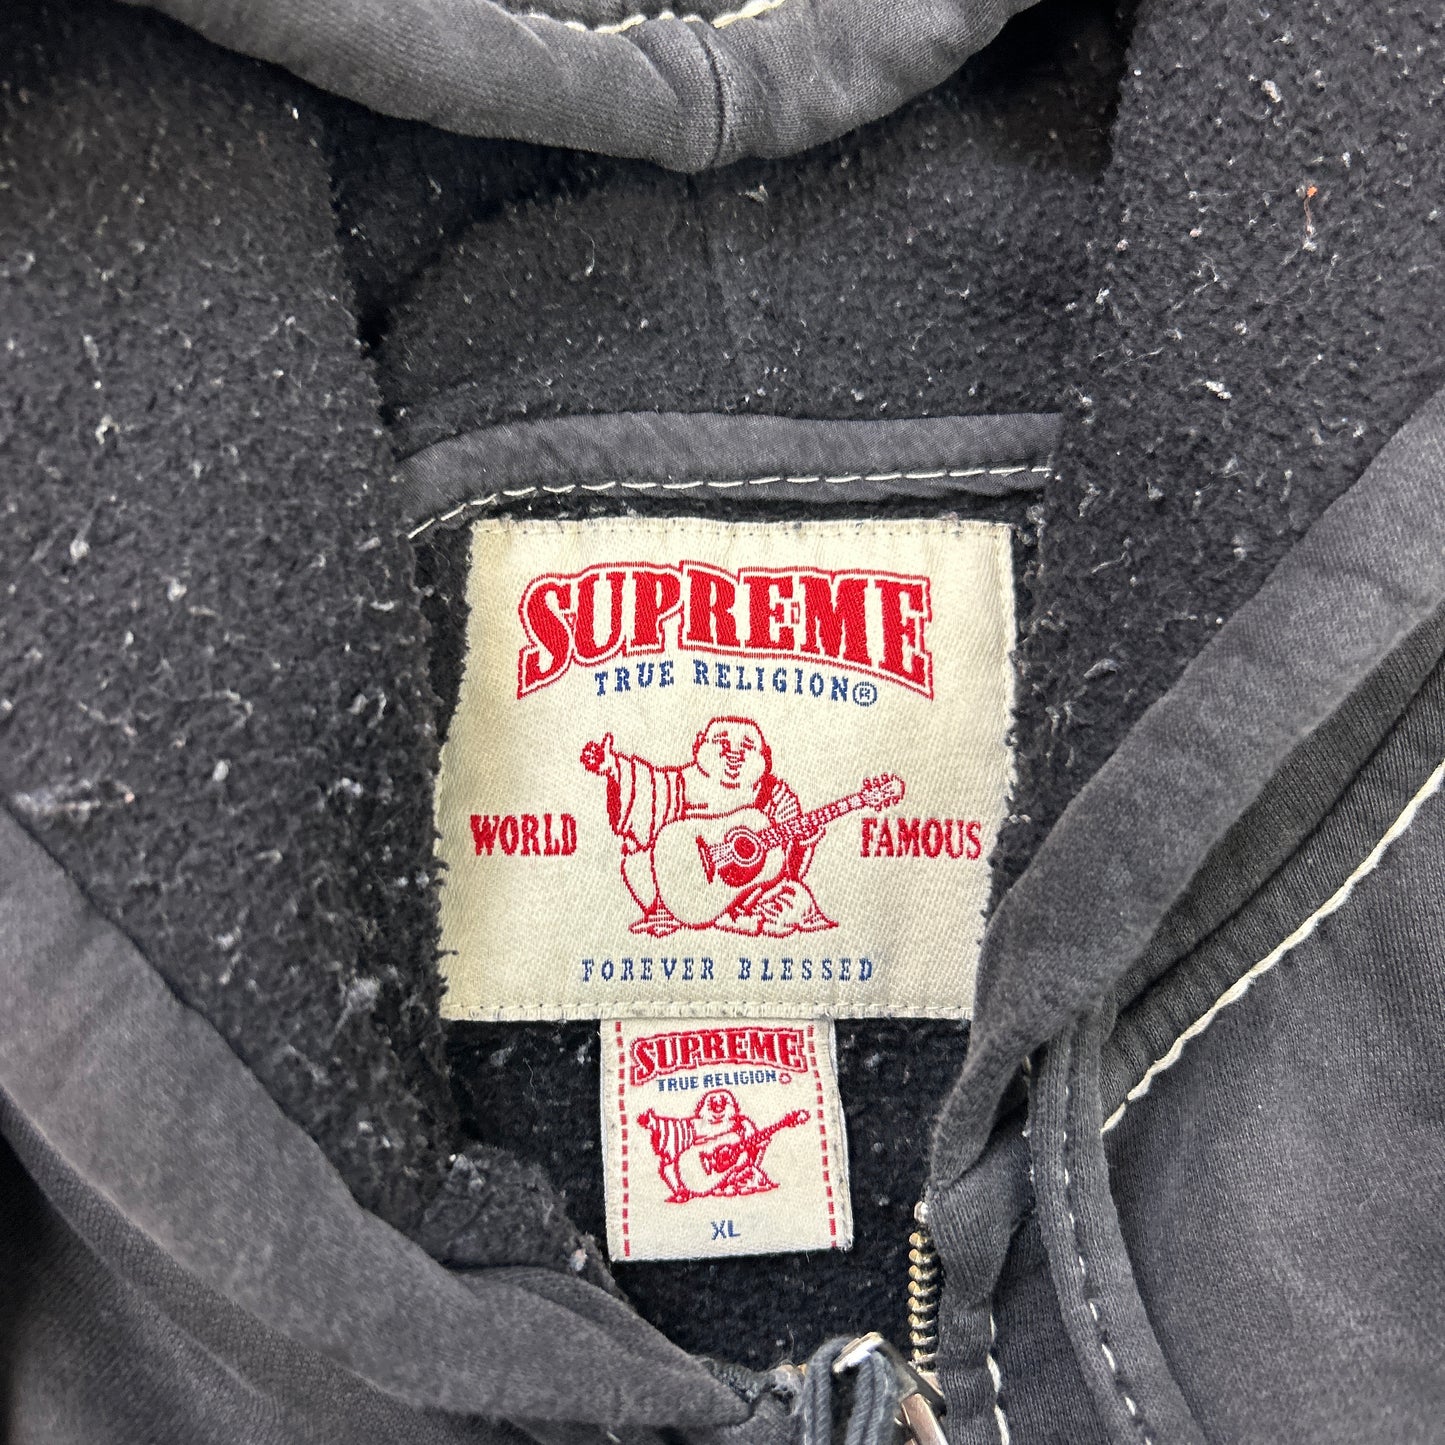 SUPREME
TRUE RELIGION®
WORLD FAMOUS
FOREVER BLESSED
SUPREME
TRUE RELIGION
XL